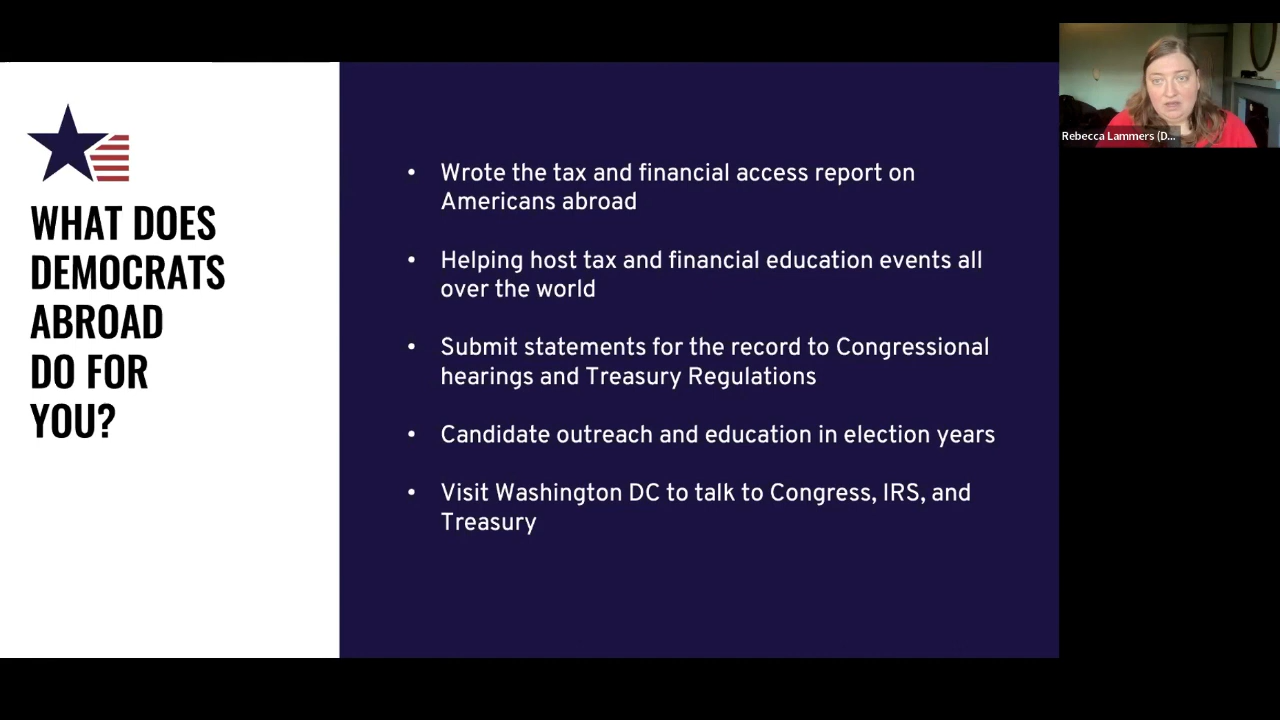 WHAT DOES
DEMOCRATS
ABROAD
DO FOR
YOU?
• Wrote the tax and financial access report on
Americans abroad
• Helping host tax and financial education events all
over the world
• Submit statements for the record to Congressional
hearings and Treasury Regulations
• Candidate outreach and education in election years
• Visit Washington DC to talk to Congress, IRS, and
Treasury
Rebecca Lammers (D...